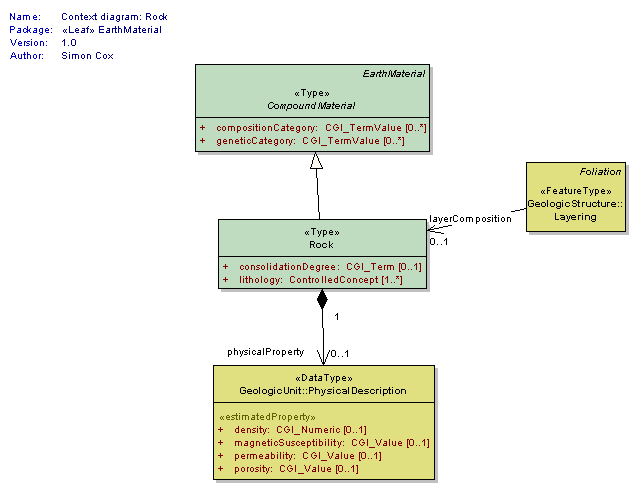 Name: Context diagram: Rock
Package: «Leaf» EarthMaterial
Version: 1.0
Author: Simon Cox
EarthMaterial
«Type»
CompoundMaterial
+ compositionCategory: CGI_TermValue [0..*]
+ geneticCategory: CGI_TermValue [0..*]
Foliation
«FeatureType»
GeologicStructure::
Layering
layerComposition
0..1
«Type»
Rock
+ consolidationDegree: CGI_Term [0..1]
+ lithology: ControlledConcept [1..*]
1
physicalProperty
0..1
«DataType»
GeologicUnit::PhysicalDescription
«estimatedProperty»
+ density: CGI_Numeric [0..1]
+ magneticSusceptibility: CGI_Value [0..1]
+ permeability: CGI_Value [0..1]
+ porosity: CGI_Value [0..1]